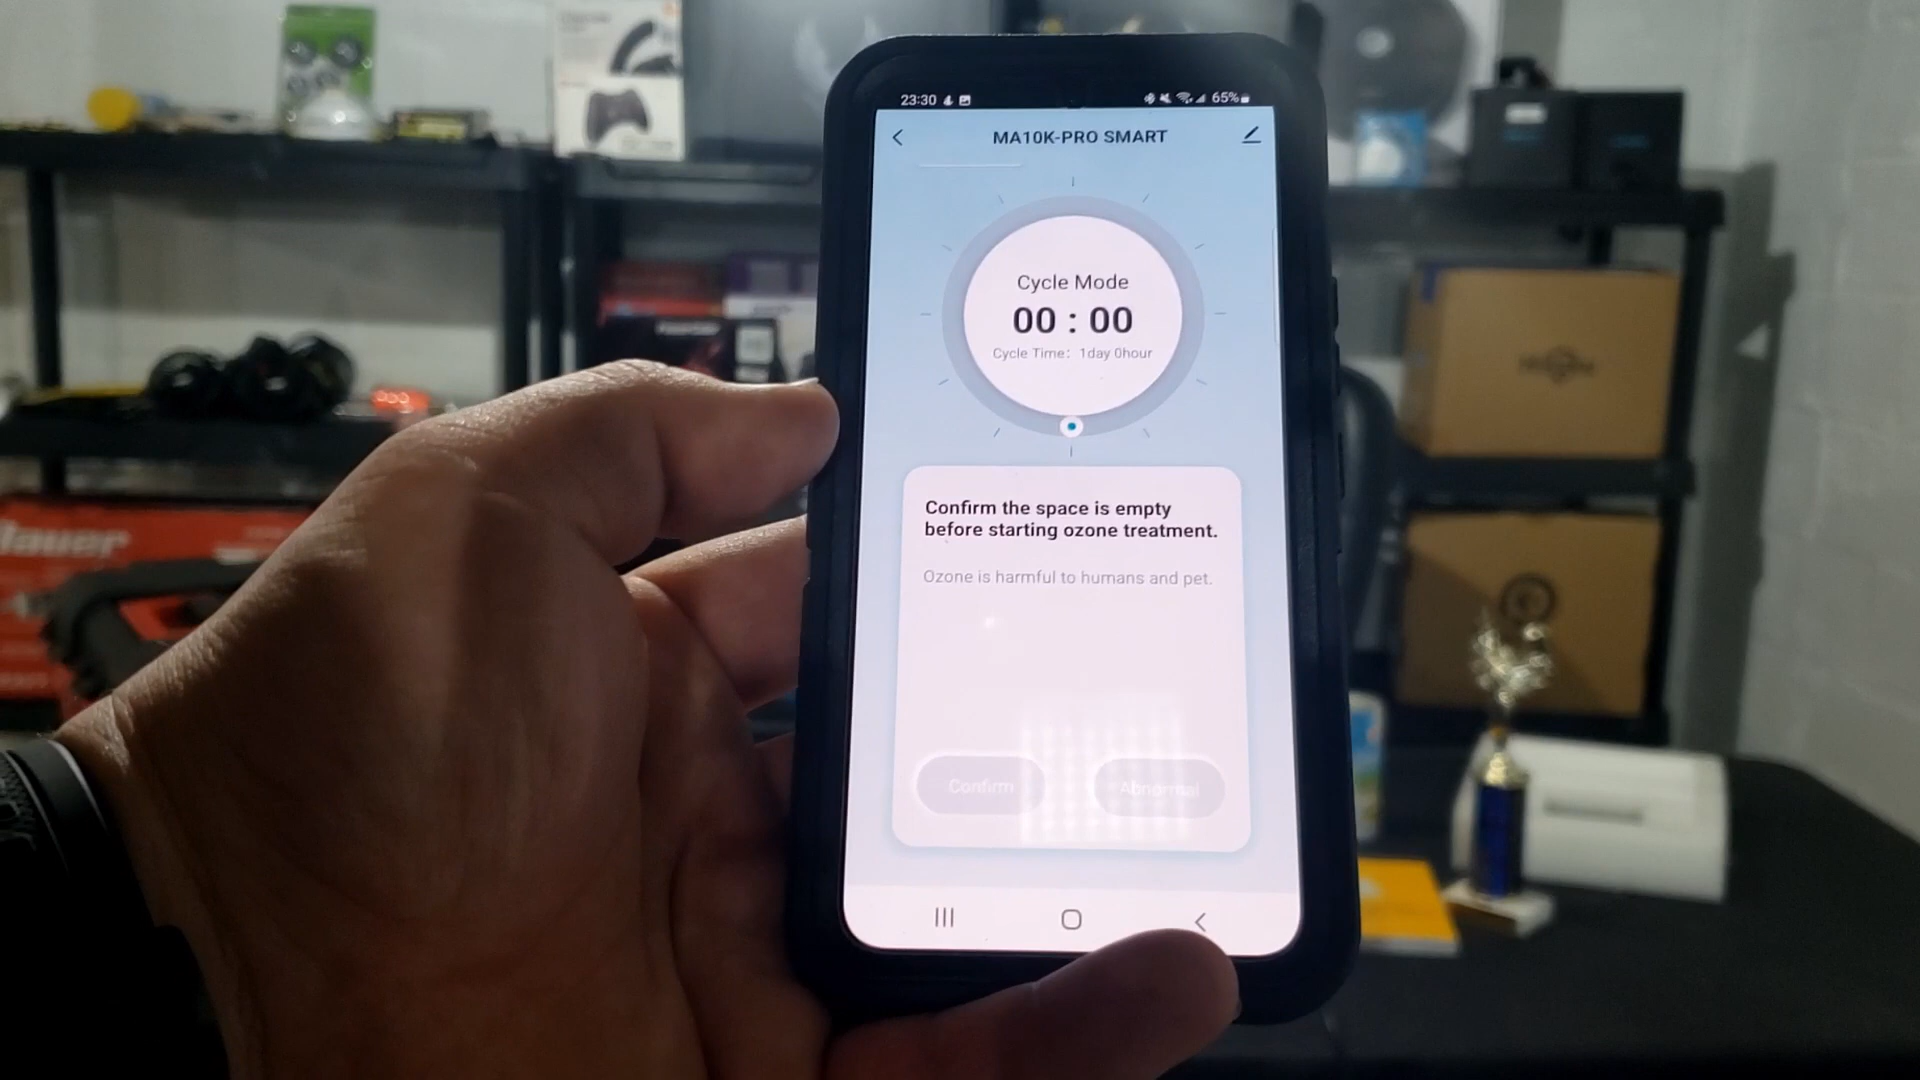 23:30
65%
MA10K-PRO SMART
Cycle Mode
00 : 00
Cycle Time: 1day 0hour
Confirm the space is empty
before starting ozone treatment.
Ozone is harmful to humans and pet.
Confirm
Abnormal
Bauer